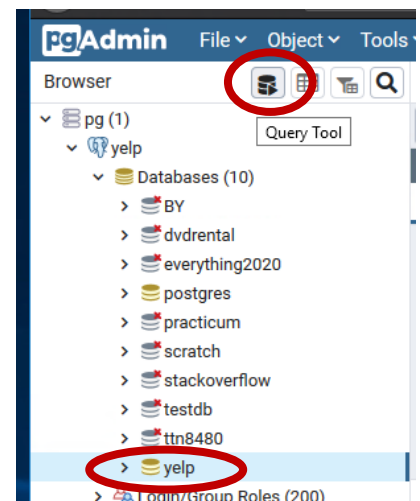 pgAdmin File Object Tools
Browser
Query Tool
pg (1)
yelp
Databases (10)
BY
dvdrental
everything2020
postgres
practicum
scratch
stackoverflow
testdb
ttn8480
yelp
Login/Group Roles (200)